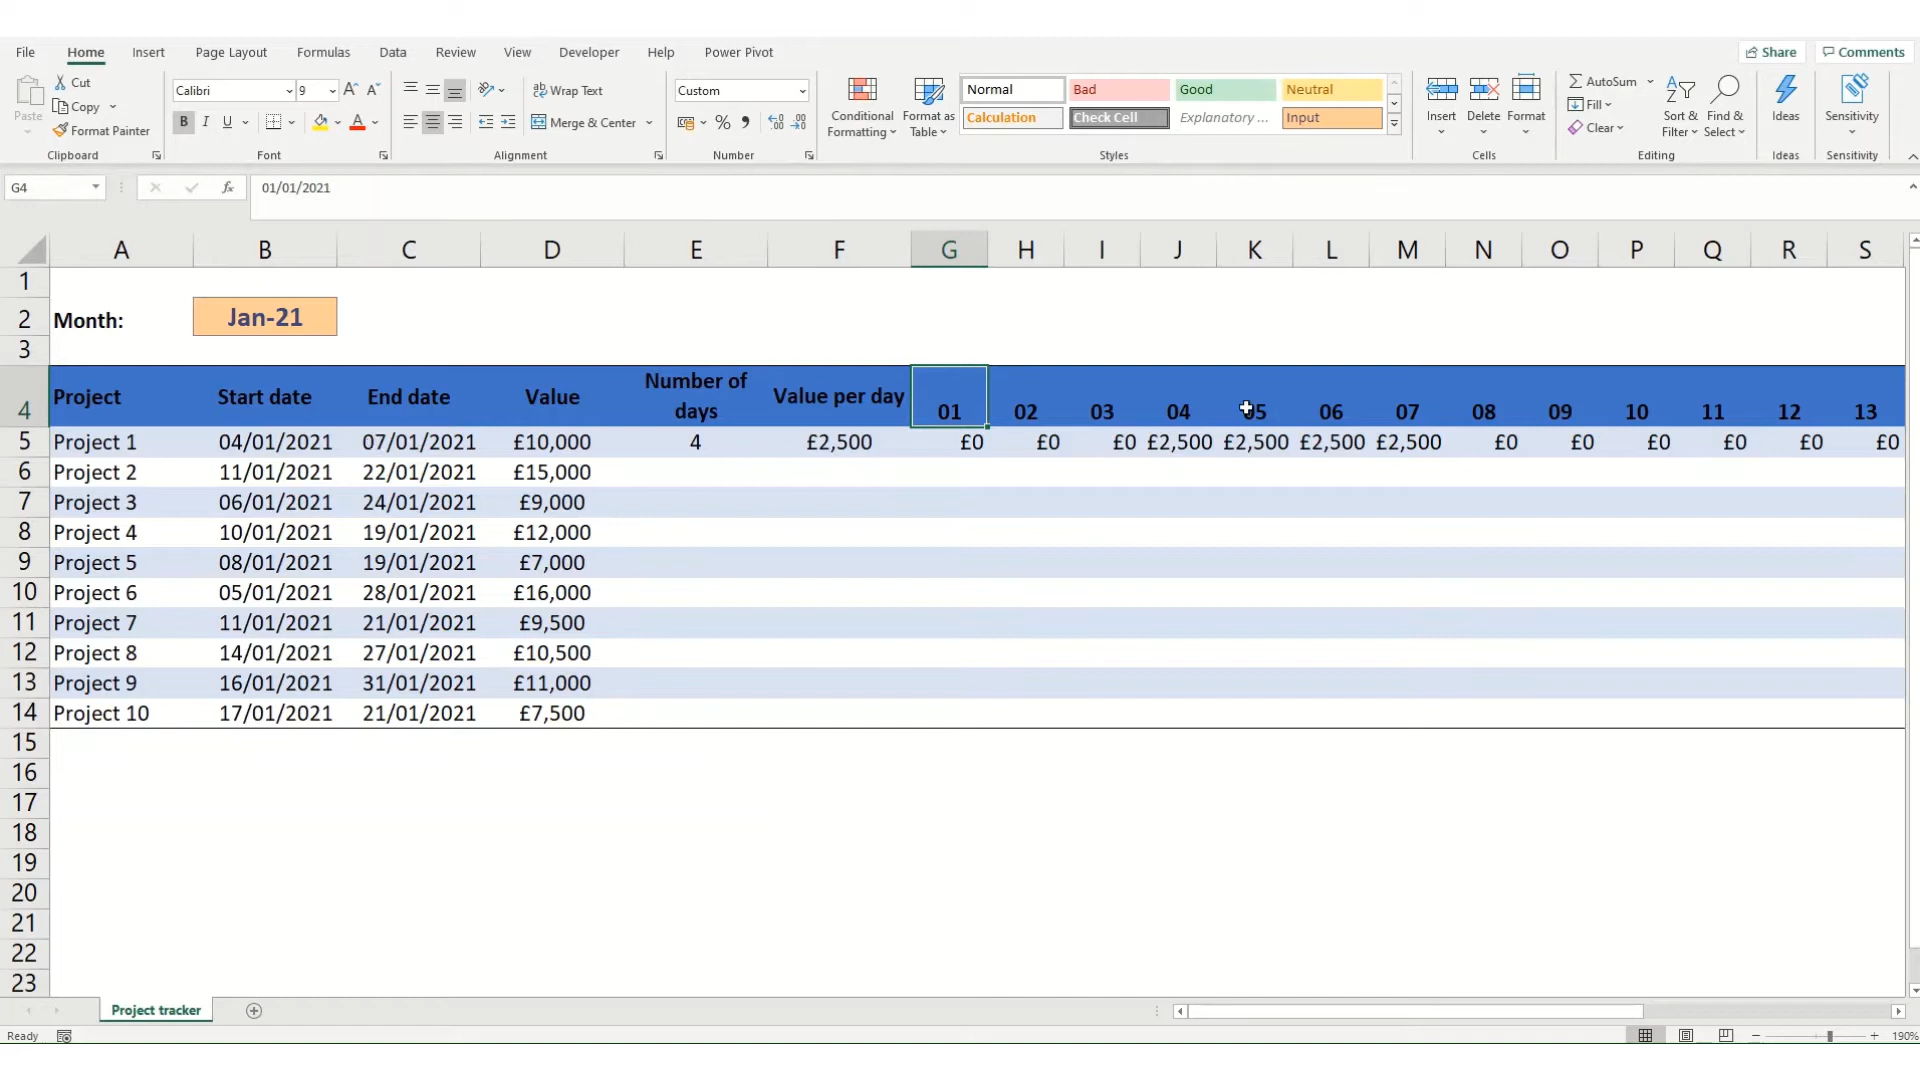 File Home Insert Page Layout Formulas Data Review View Developer Help Power Pivot Share Comments
Paste Cut Copy Format Painter Clipboard
Calibri 9 A A B I U A Font
Wrap Text Merge & Center Alignment
Custom % Number
Conditional Formatting Format as Table
Normal Bad Good Neutral
Calculation Check Cell Explanatory ... Input
Styles
Insert Delete Format Cells
AutoSum Fill Clear Sort & Filter Find & Select Editing
Ideas Ideas
Sensitivity Sensitivity
G4 fx 01/01/2021
A B C D E F G H I J K L M N O P Q R S
1
2 Month: Jan-21
3
4 Project Start date End date Value Number of days Value per day 01 02 03 04 05 06 07 08 09 10 11 12 13
5 Project 1 04/01/2021 07/01/2021 £10,000 4 £2,500 £0 £0 £0 £2,500 £2,500 £2,500 £2,500 £0 £0 £0 £0 £0 £0
6 Project 2 11/01/2021 22/01/2021 £15,000
7 Project 3 06/01/2021 24/01/2021 £9,000
8 Project 4 10/01/2021 19/01/2021 £12,000
9 Project 5 08/01/2021 19/01/2021 £7,000
10 Project 6 05/01/2021 28/01/2021 £16,000
11 Project 7 11/01/2021 21/01/2021 £9,500
12 Project 8 14/01/2021 27/01/2021 £10,500
13 Project 9 16/01/2021 31/01/2021 £11,000
14 Project 10 17/01/2021 21/01/2021 £7,500
15
16
17
18
19
20
21
22
23
Project tracker
Ready 190%